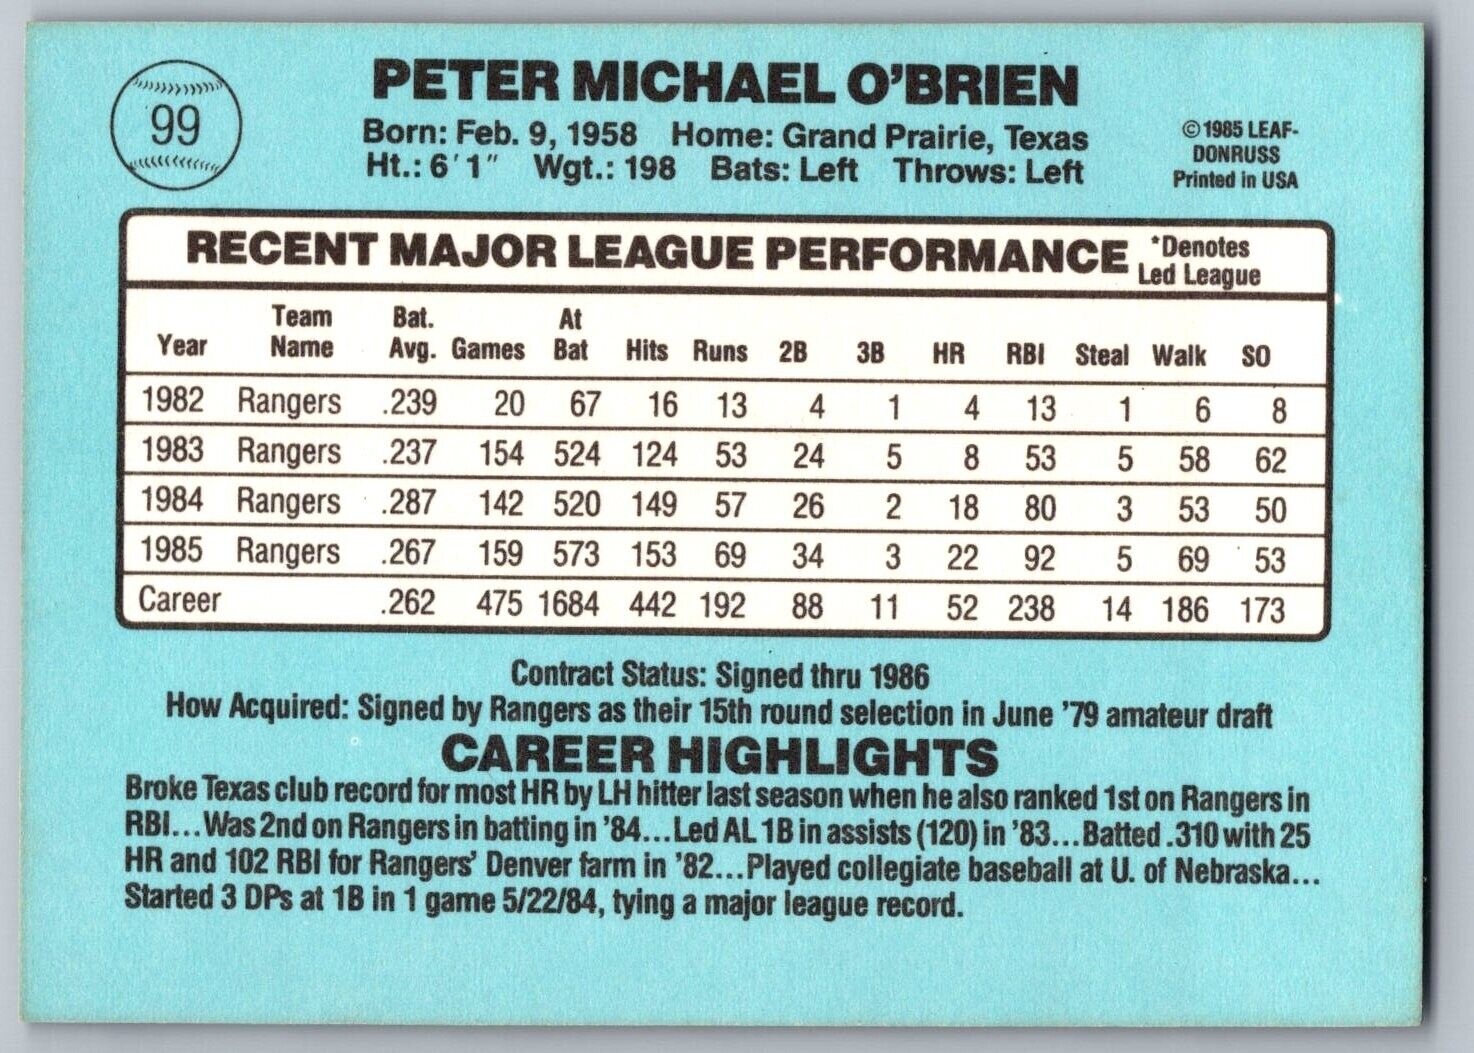 99
PETER MICHAEL O'BRIEN
Born: Feb. 9, 1958 Home: Grand Prairie, Texas
Ht.: 6'1" Wgt.: 198 Bats: Left Throws: Left
©1985 LEAF-
DONRUSS
Printed in USA
RECENT MAJOR LEAGUE PERFORMANCE *Denotes
Led League
Year Team Name Bat. Avg. Games At Bat Hits Runs 2B 3B HR RBI Steal Walk SO
1982 Rangers .239 20 67 16 13 4 1 4 13 1 6 8
1983 Rangers .237 154 524 124 53 24 5 8 53 5 58 62
1984 Rangers .287 142 520 149 57 26 2 18 80 3 53 50
1985 Rangers .267 159 573 153 69 34 3 22 92 5 69 53
Career .262 475 1684 442 192 88 11 52 238 14 186 173
Contract Status: Signed thru 1986
How Acquired: Signed by Rangers as their 15th round selection in June '79 amateur draft
CAREER HIGHLIGHTS
Broke Texas club record for most HR by LH hitter last season when he also ranked 1st on Rangers in
RBI...Was 2nd on Rangers in batting in '84...Led AL 1B in assists (120) in '83...Batted .310 with 25
HR and 102 RBI for Rangers' Denver farm in '82...Played collegiate baseball at U. of Nebraska...
Started 3 DPs at 1B in 1 game 5/22/84, tying a major league record.